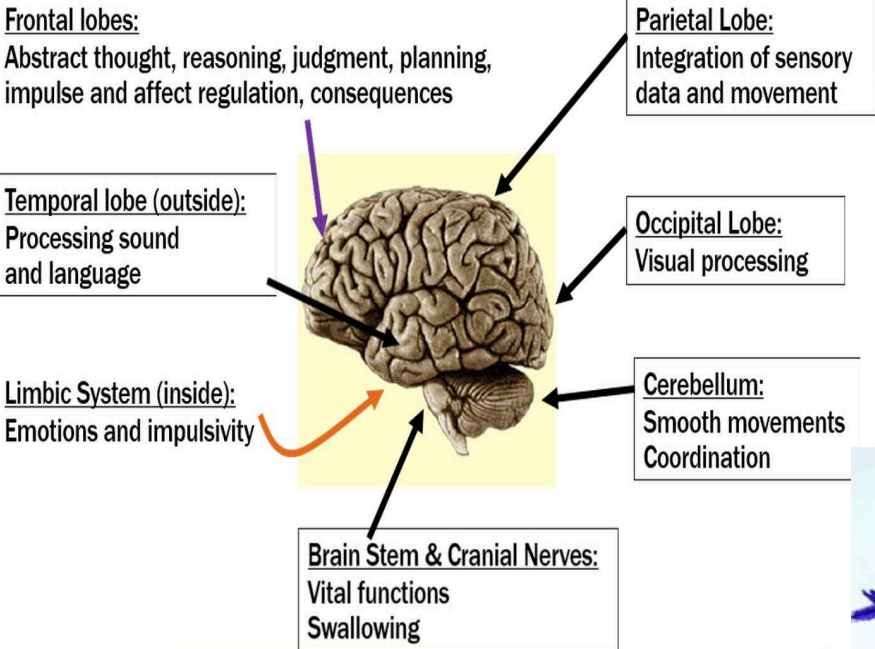 Frontal lobes:
Abstract thought, reasoning, judgment, planning,
impulse and affect regulation, consequences
Parietal Lobe:
Integration of sensory
data and movement
Temporal lobe (outside):
Processing sound
and language
Occipital Lobe:
Visual processing
Limbic System (inside):
Emotions and impulsivity
Cerebellum:
Smooth movements
Coordination
Brain Stem & Cranial Nerves:
Vital functions
Swallowing